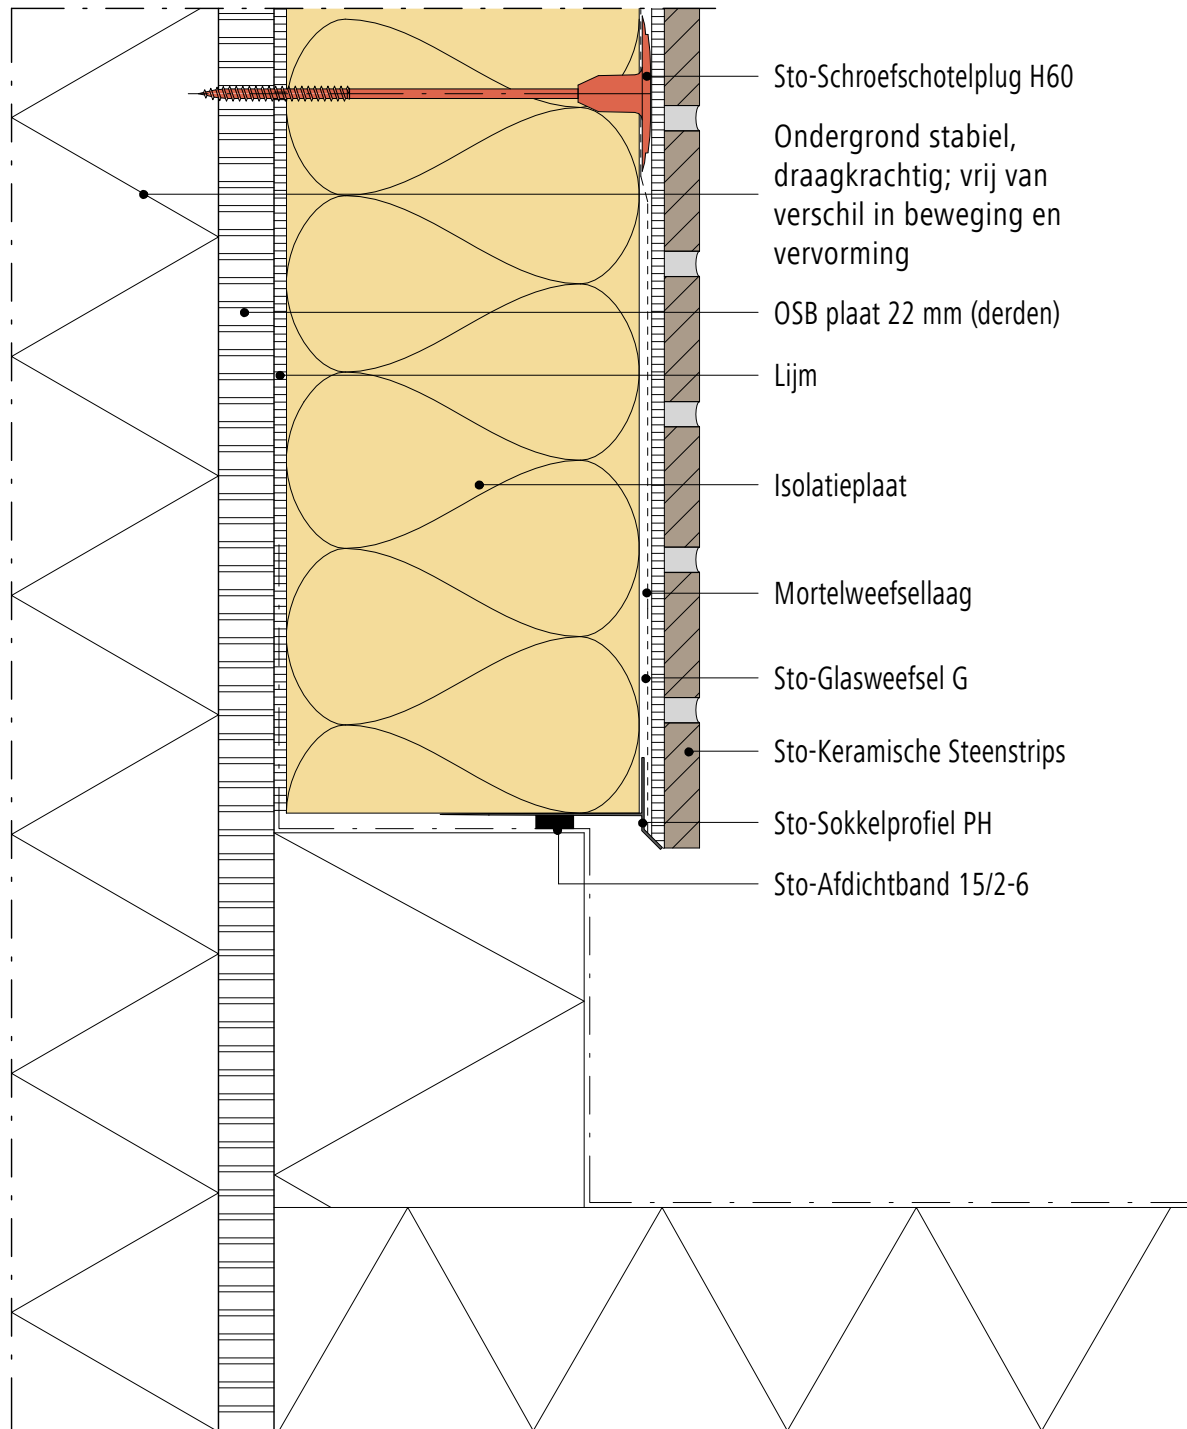 Sto-Schroefschotelplug H60
Ondergrond stabiel,
draagkrachtig; vrij van
verschil in beweging en
vervorming
OSB plaat 22 mm (derden)
Lijm
Isolatieplaat
Mortelweefsellaag
Sto-Glasweefsel G
Sto-Keramische Steenstrips
Sto-Sokkelprofiel PH
Sto-Afdichtband 15/2-6